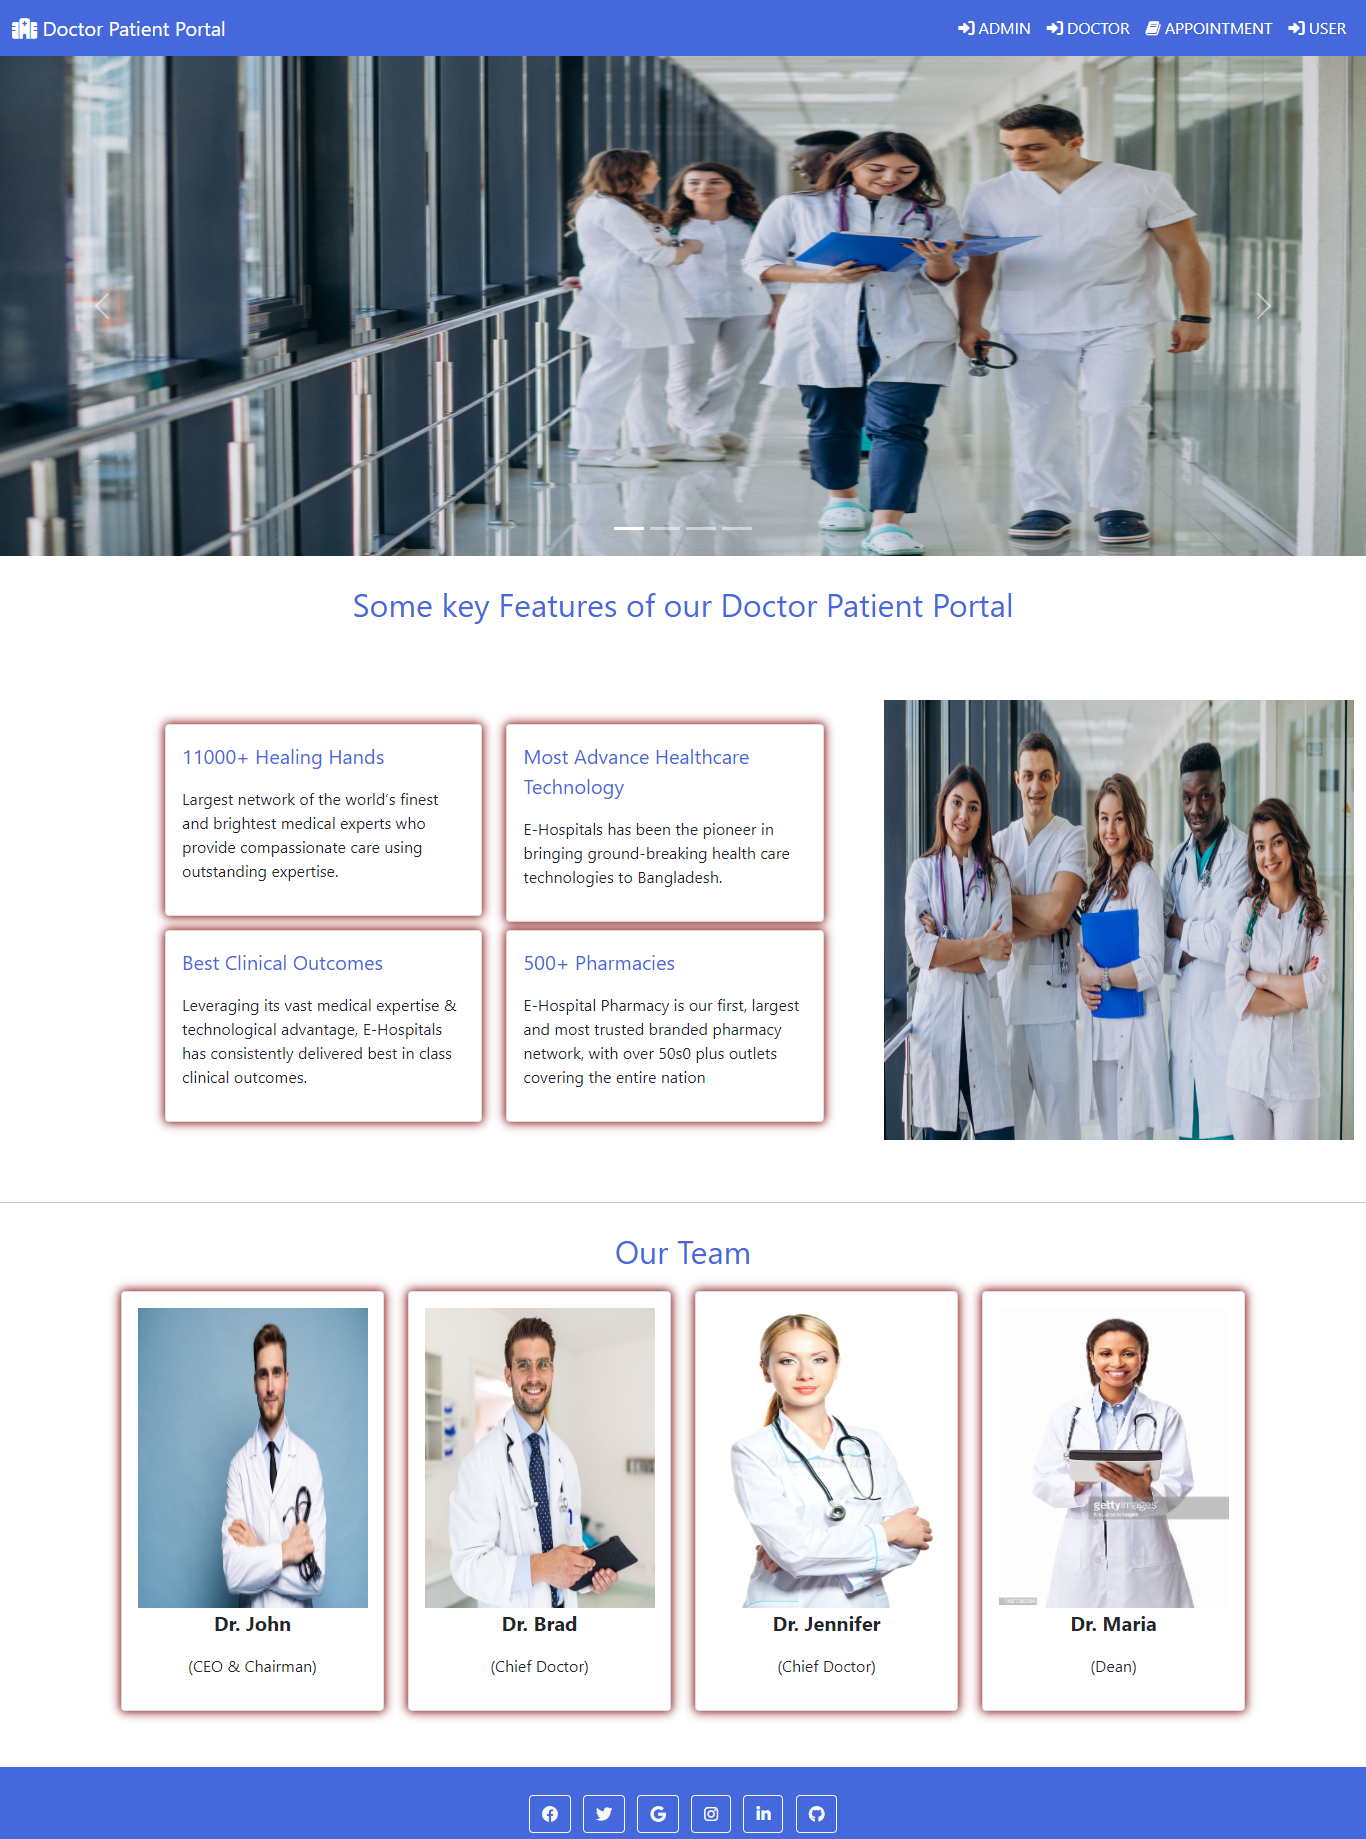 Doctor Patient Portal
ADMIN
DOCTOR
APPOINTMENT
USER
Some key Features of our Doctor Patient Portal
11000+ Healing Hands
Largest network of the world's finest
and brightest medical experts who
provide compassionate care using
outstanding expertise.
Most Advance Healthcare
Technology
E-Hospitals has been the pioneer in
bringing ground-breaking health care
technologies to Bangladesh.
Best Clinical Outcomes
Leveraging its vast medical expertise &
technological advantage, E-Hospitals
has consistently delivered best in class
clinical outcomes.
500+ Pharmacies
E-Hospital Pharmacy is our first, largest
and most trusted branded pharmacy
network, with over 50s0 plus outlets
covering the entire nation
Our Team
gettyimages
Dr. John
(CEO & Chairman)
Dr. Brad
(Chief Doctor)
Dr. Jennifer
(Chief Doctor)
Dr. Maria
(Dean)